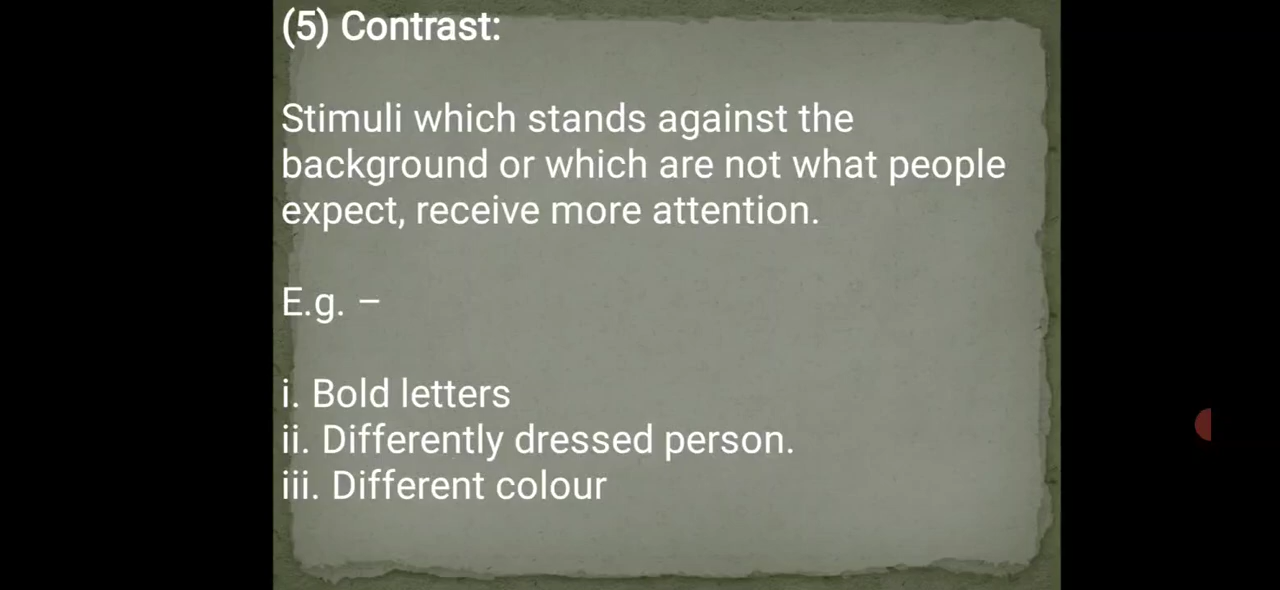 (5) Contrast:
Stimuli which stands against the
background or which are not what people
expect, receive more attention.
E.g. –
i. Bold letters
ii. Differently dressed person.
iii. Different colour